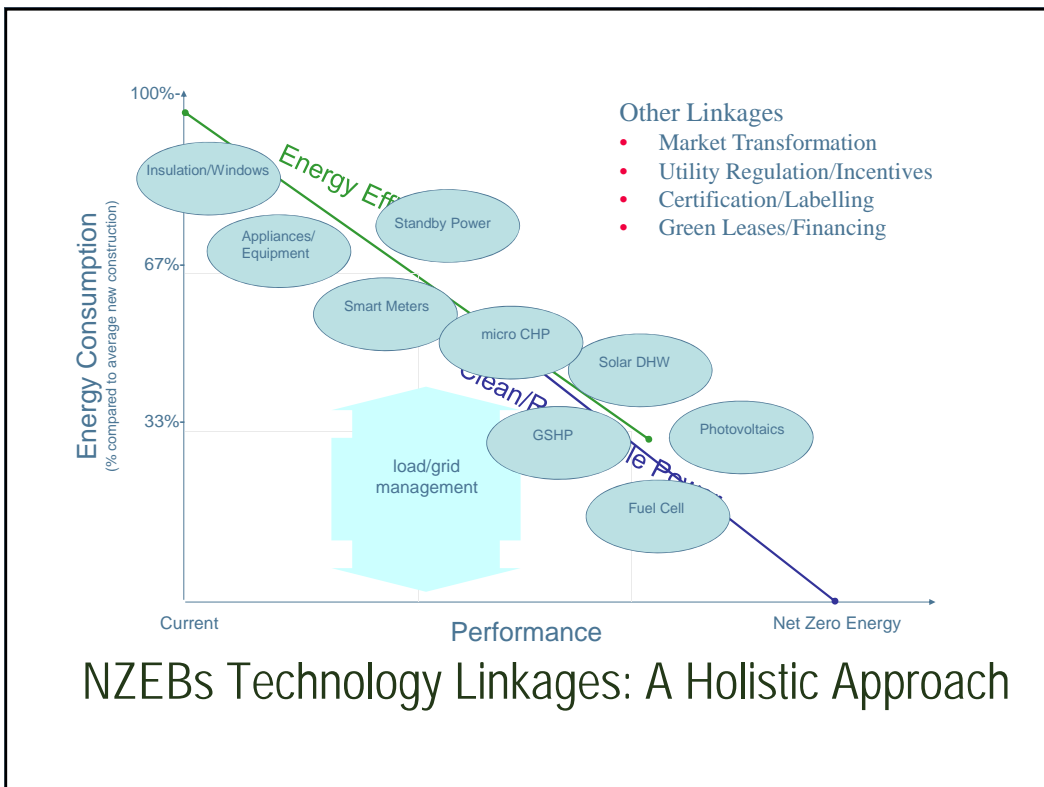 100%-
Other Linkages
• Market Transformation
• Utility Regulation/Incentives
• Certification/Labelling
• Green Leases/Financing
Energy
Insulation/Windows
Standby Power
Appliances/
Equipment
67%-
Energy Consumption
(% compared to average new construction)
Smart Meters
micro CHP
Solar DHW
33%-
GSHP
Photovoltaics
load/grid
management
Fuel Cell
Current
Performance
Net Zero Energy
NZEBs Technology Linkages: A Holistic Approach